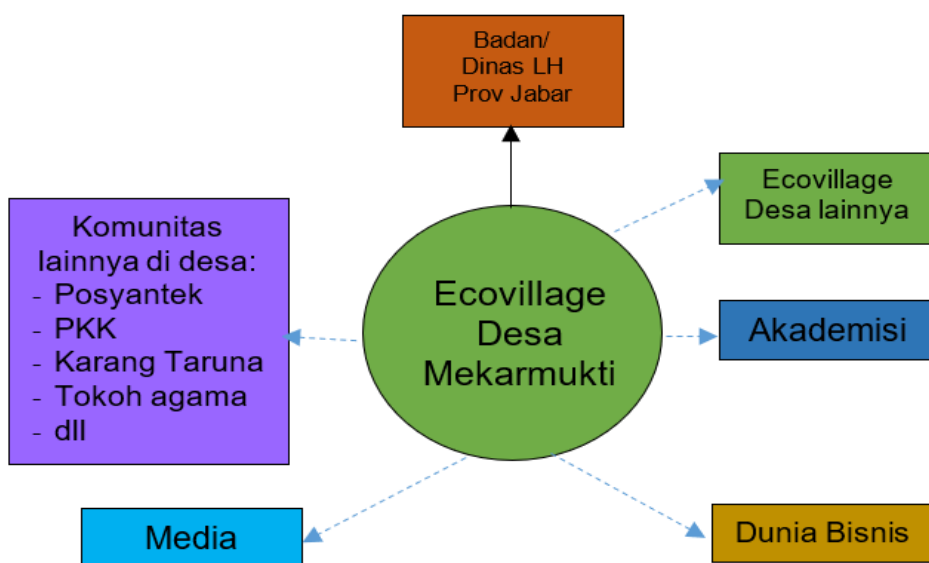 Badan/
Dinas LH
Prov Jabar
Ecovillage
Desa lainnya
Komunitas
lainnya di desa:
- Posyantek
- PKK
- Karang Taruna
- Tokoh agama
- dll
Ecovillage
Desa
Mekarmukti
Akademisi
Media
Dunia Bisnis